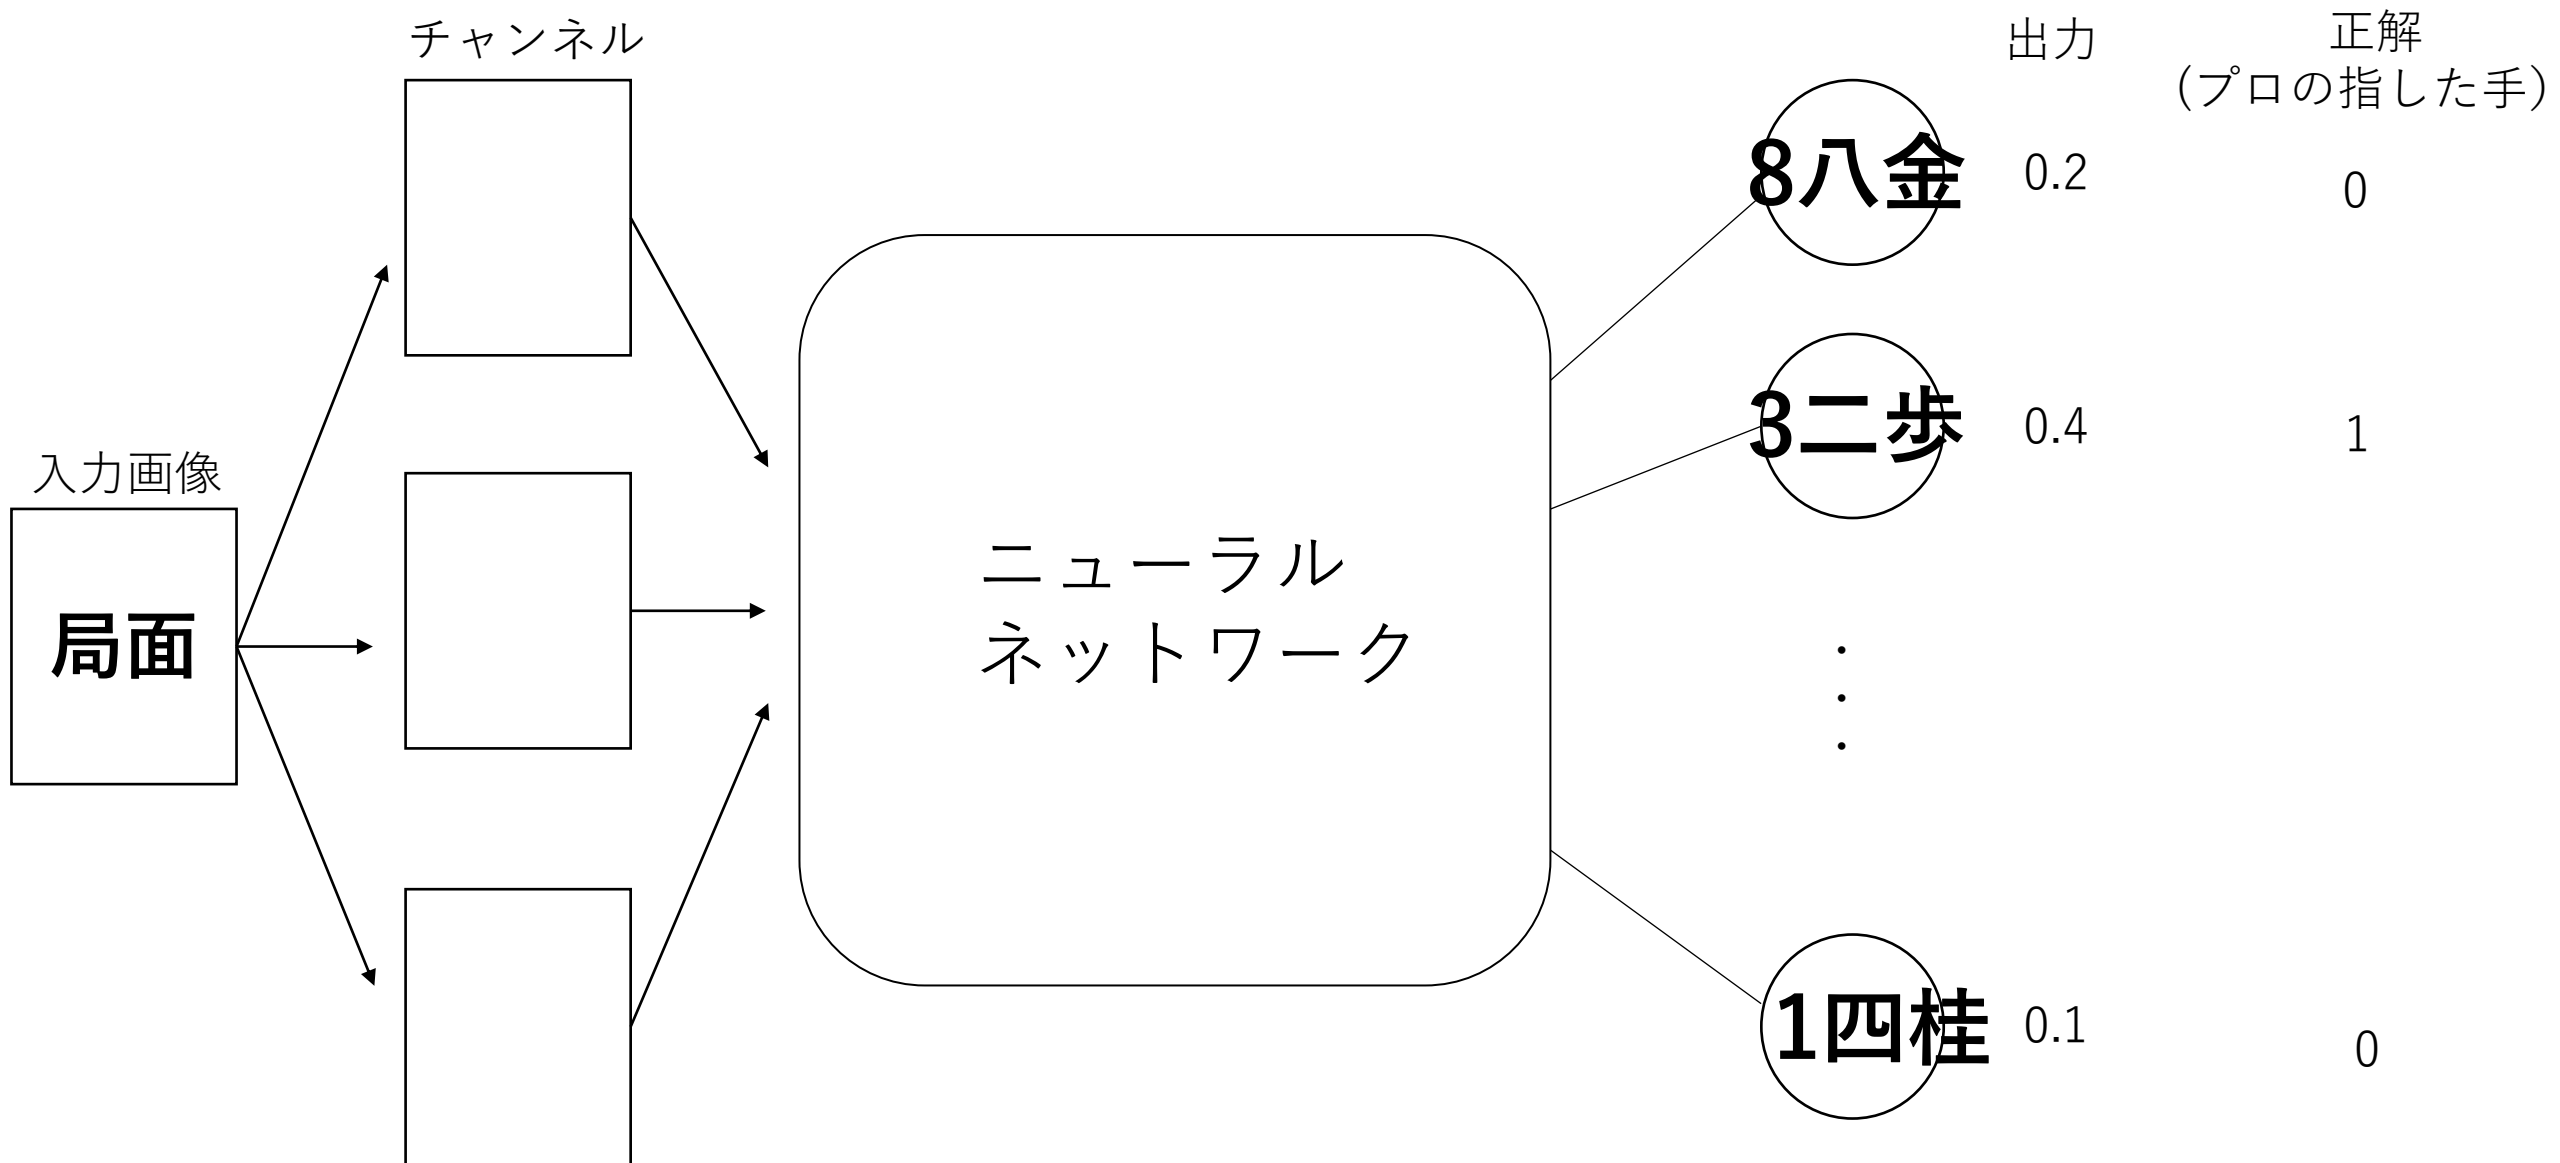 チャンネル
出力
正解
（プロの指した手）
8八金
0.2
0
3二歩
0.4
1
入力画像
局面
ニューラル
ネットワーク
・
・
・
1四桂
0.1
0